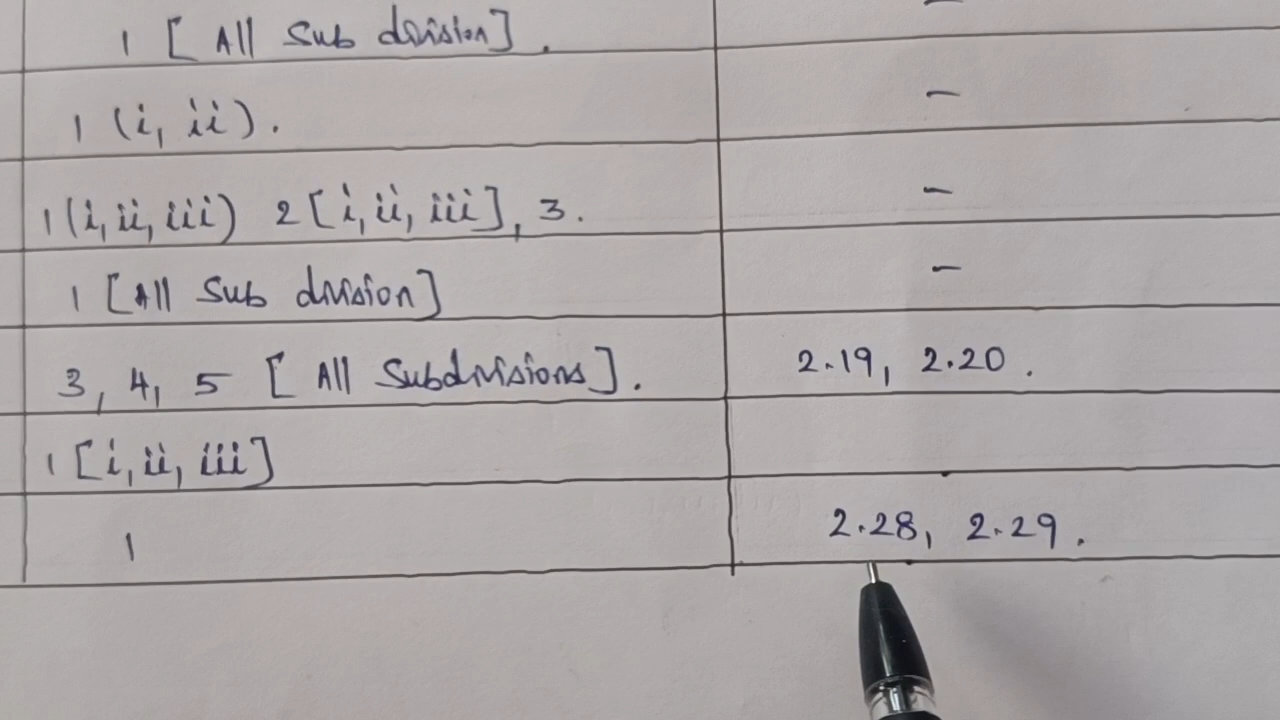 1 [ All Sub division]. –
1 (i, ii). –
1 (i, ii, iii) 2 [i, ii, iii], 3. –
1 [All Sub division] –
3, 4, 5 [ All Subdivisions]. 2.19, 2.20.
1 [i, ii, iii]
1 2.28, 2.29.